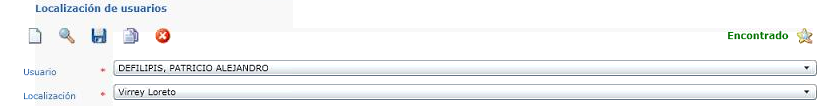 Localización de usuarios
Encontrado
Usuario * DEFILIPIS, PATRICIO ALEJANDRO
Localización * Virrey Loreto